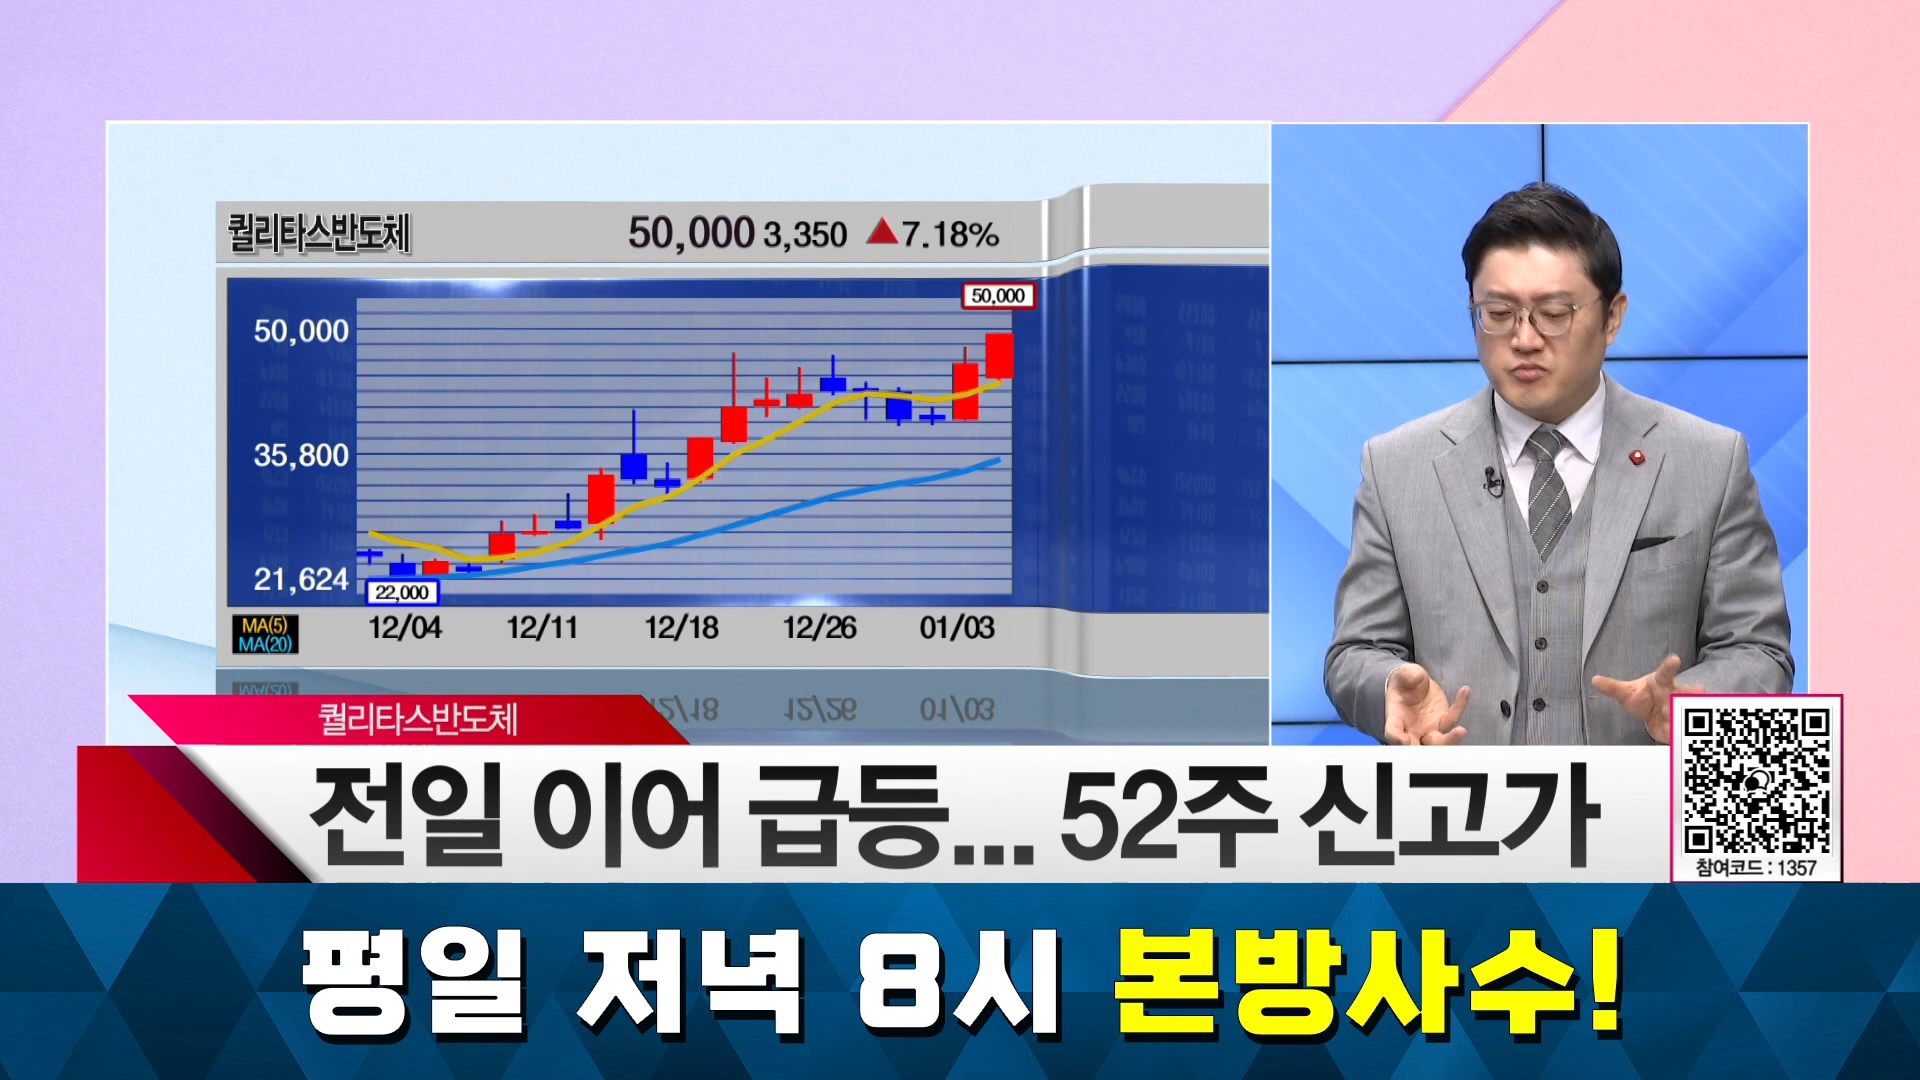 퀄리타스반도체 50,000 3,350 ▲7.18%
50,000
50,000
35,800
21,624
22,000
MA(5)
MA(20)
12/04 12/11 12/18 12/26 01/03
퀄리타스반도체
전일 이어 급등... 52주 신고가
참여코드 : 1357
평일 저녁 8시 본방사수!